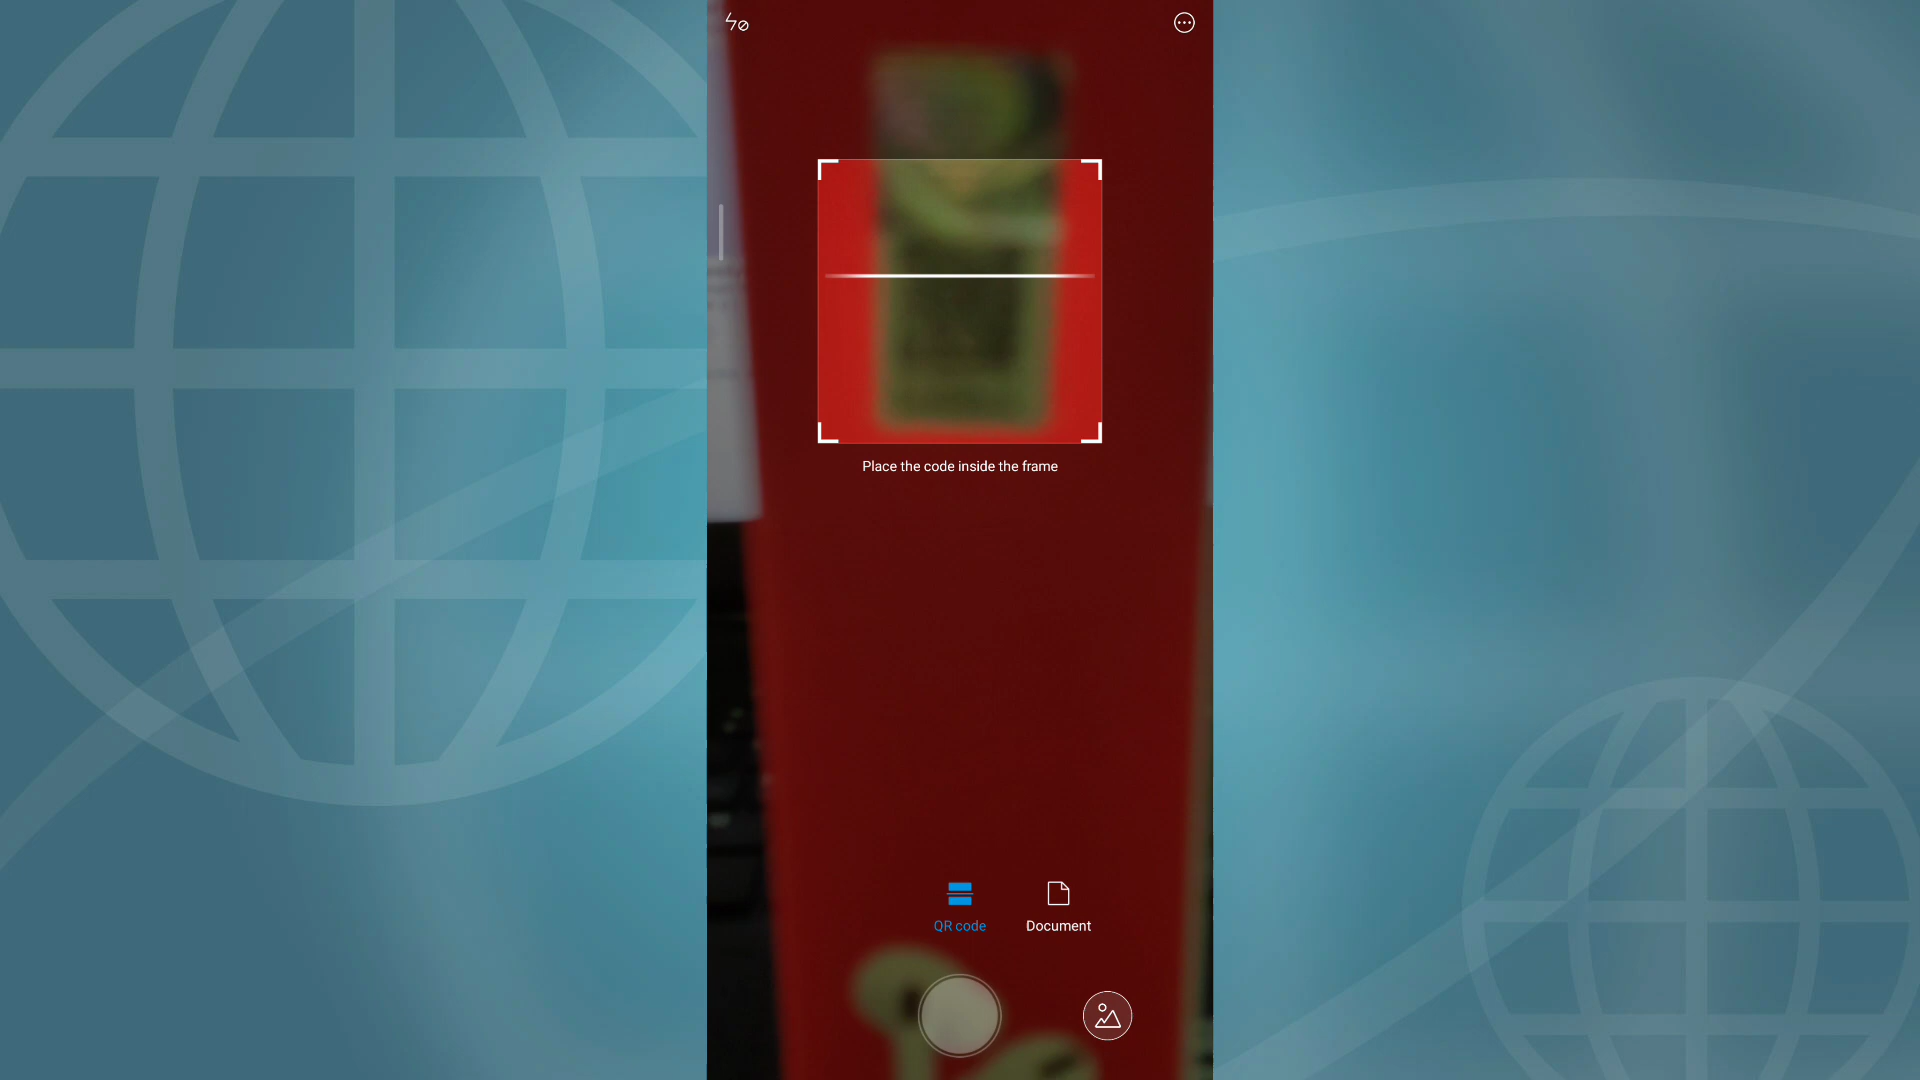 Place the code inside the frame
QR code
Document